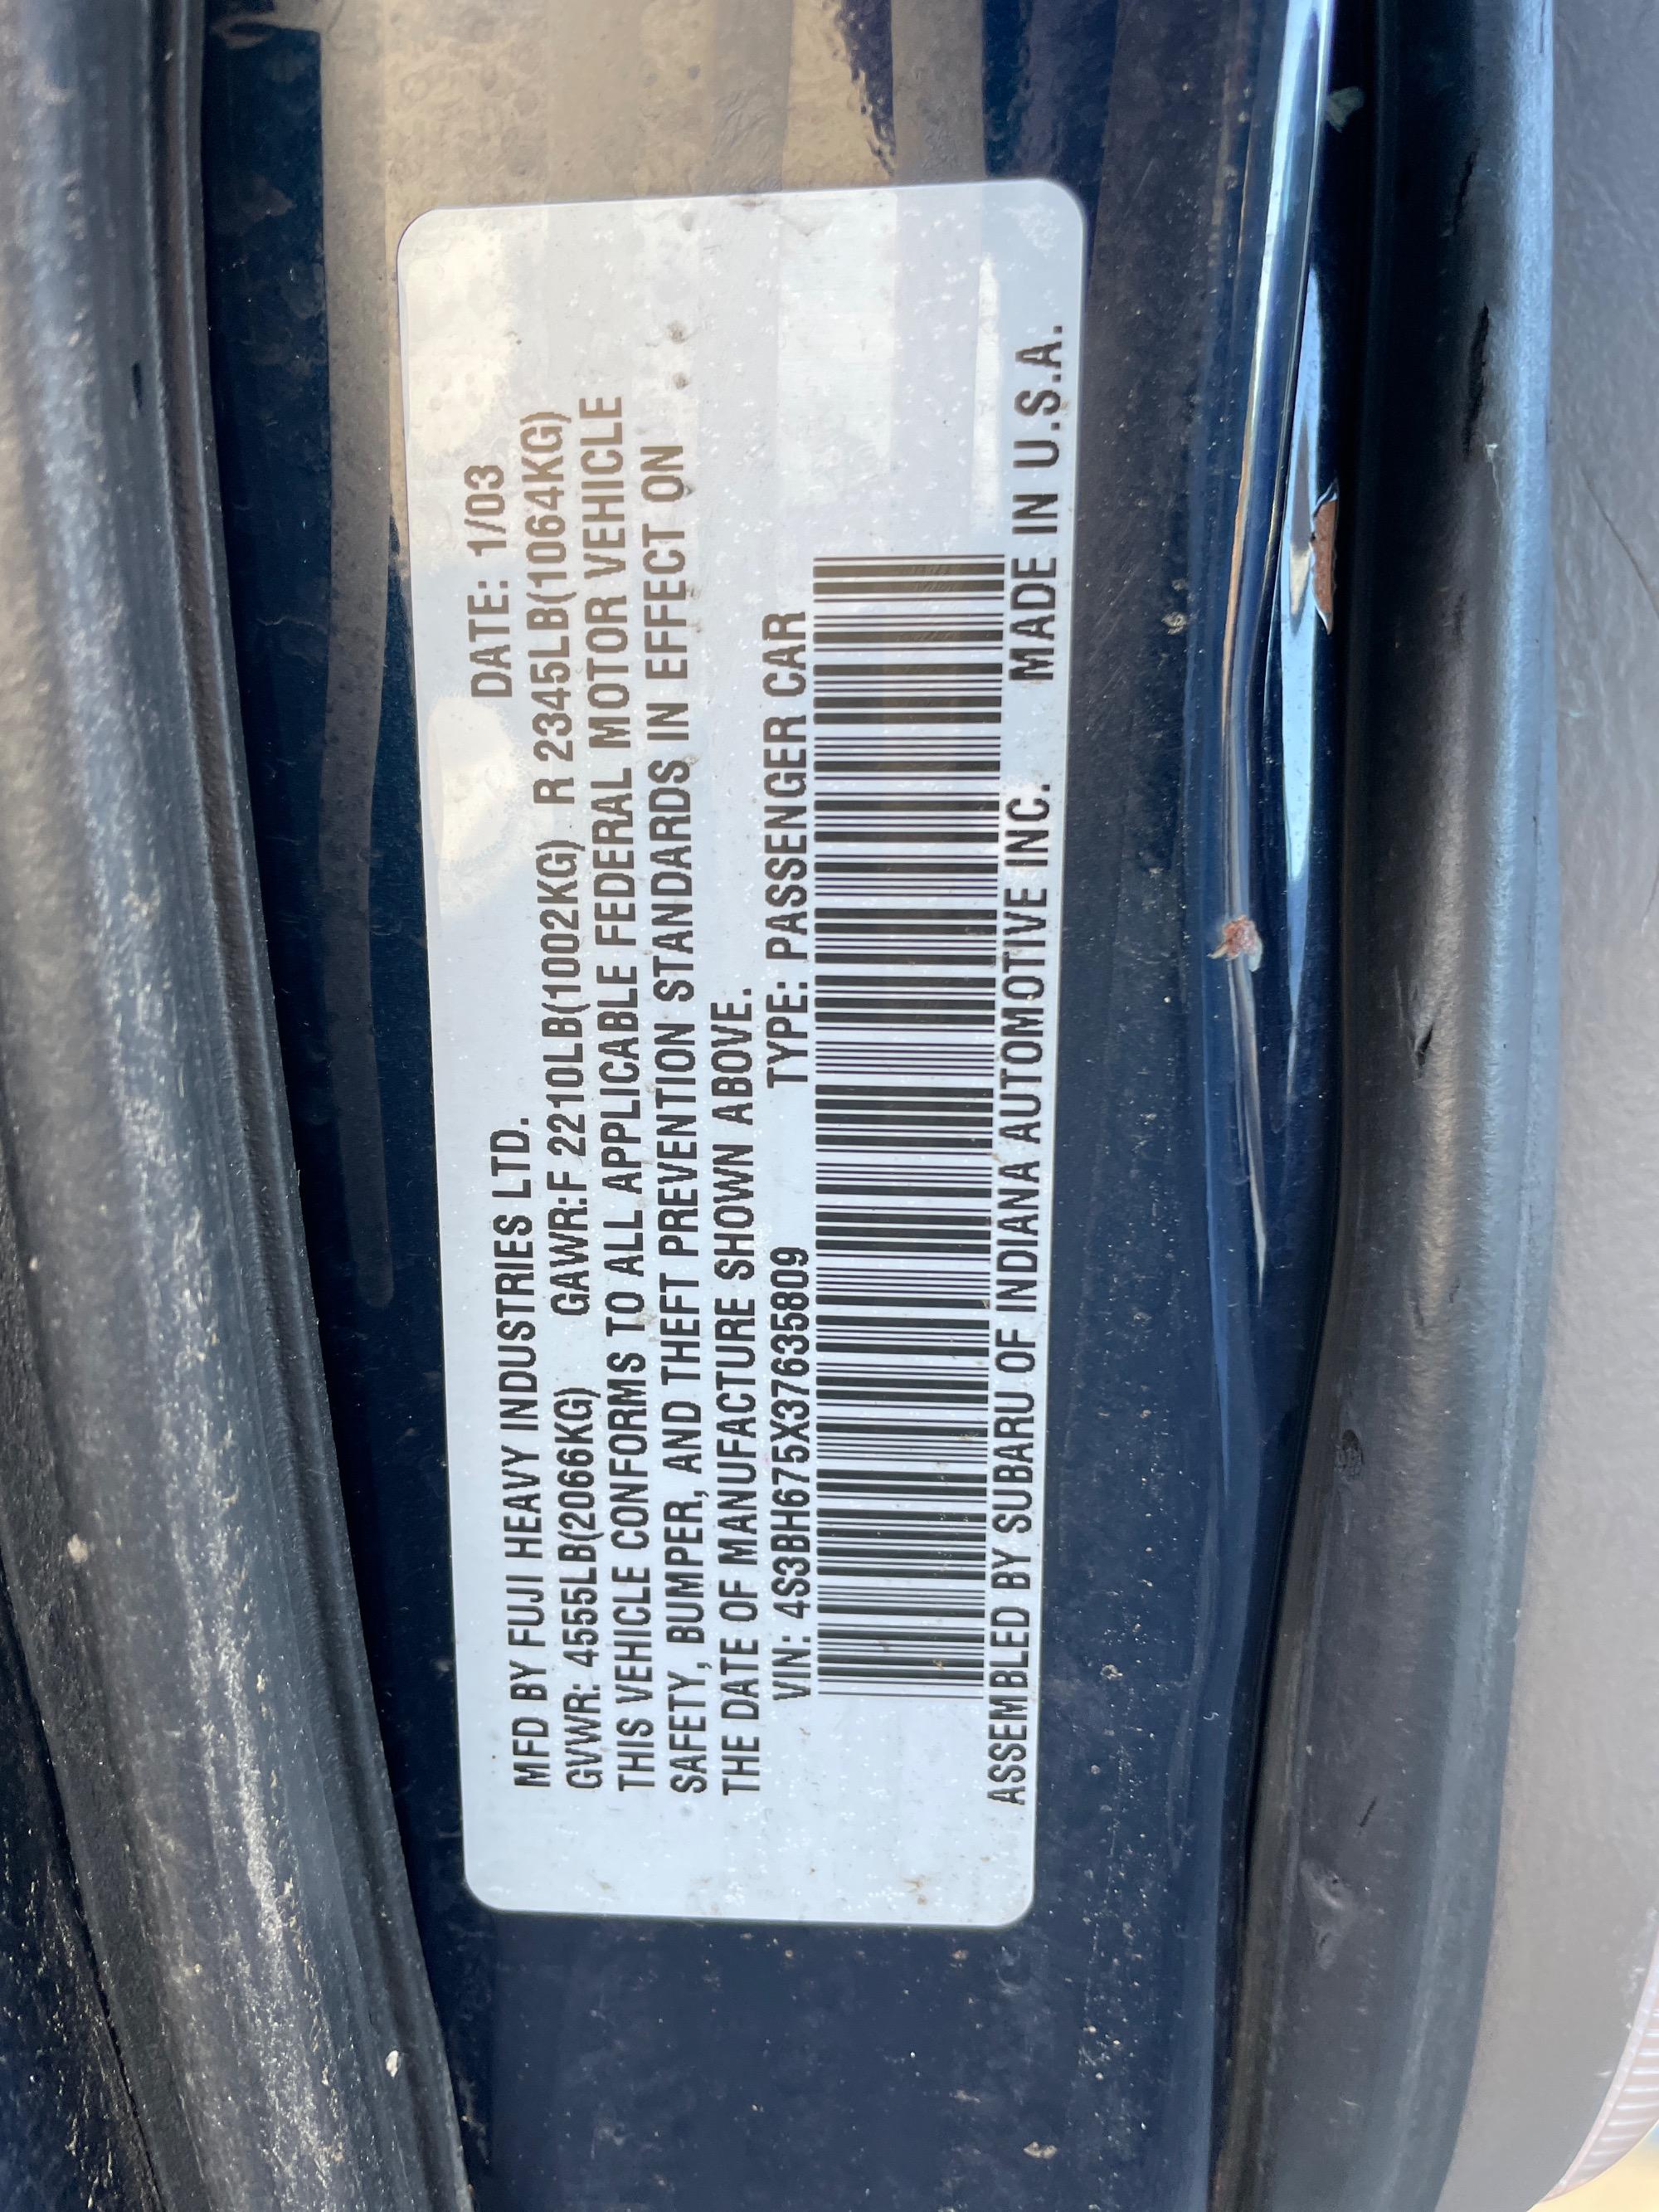 MFD BY FUJI HEAVY INDUSTRIES LTD. DATE: 1/03
GVWR: 4555LB(2066KG) GAWR:F 2210LB(1002KG) R 2345LB(1064KG)
THIS VEHICLE CONFORMS TO ALL APPLICABLE FEDERAL MOTOR VEHICLE
SAFETY, BUMPER, AND THEFT PREVENTION STANDARDS IN EFFECT ON
THE DATE OF MANUFACTURE SHOWN ABOVE.
VIN: 4S3BH675X37635809 TYPE: PASSENGER CAR
ASSEMBLED BY SUBARU OF INDIANA AUTOMOTIVE INC. MADE IN U.S.A.